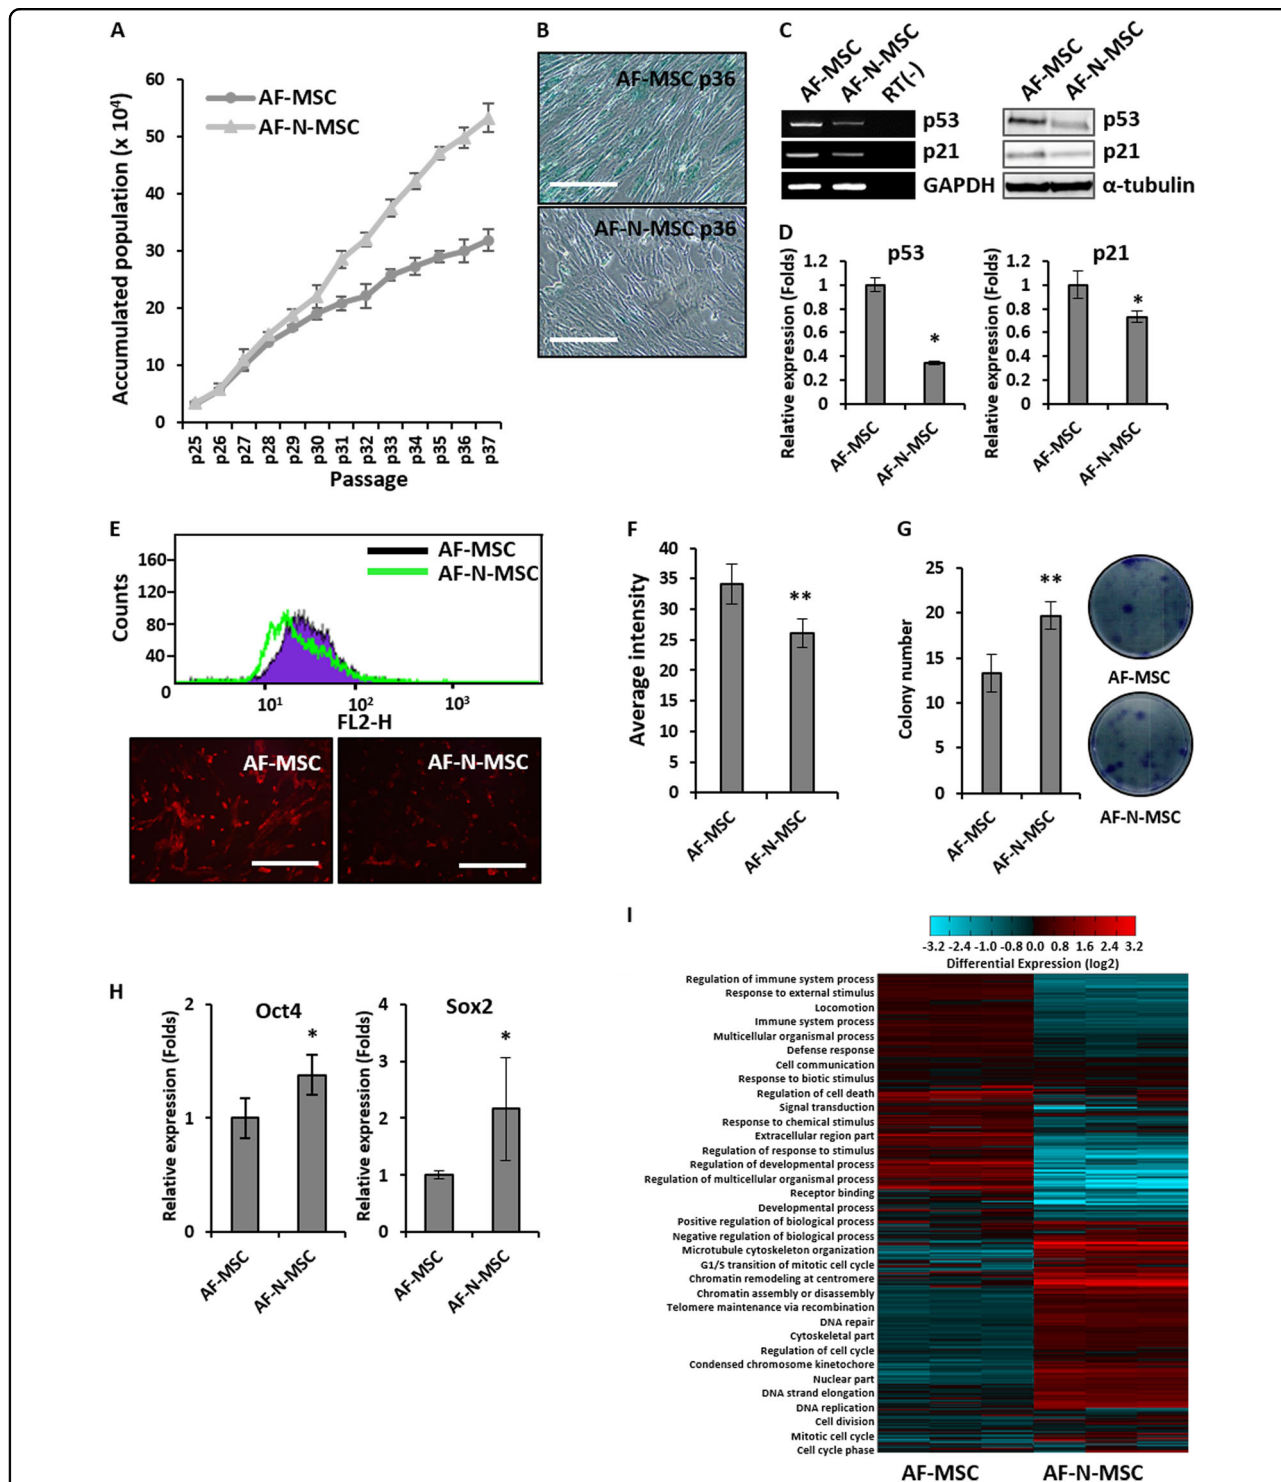 A
Accumulated population (x 10⁴)
60
50
40
30
20
10
0
AF-MSC
AF-N-MSC
p25 p26 p27 p28 p29 p30 p31 p32 p33 p34 p35 p36 p37
Passage
B
AF-MSC p36
AF-N-MSC p36
C
AF-MSC AF-N-MSC RT(-)
p53
p21
GAPDH
AF-MSC AF-N-MSC
p53
p21
α-tubulin
D
p53
Relative expression (Folds)
1.2
1
0.8
0.6
0.4
0.2
0
*
AF-MSC AF-N-MSC
p21
Relative expression (Folds)
1.2
1
0.8
0.6
0.4
0.2
0
*
AF-MSC AF-N-MSC
E
Counts
160
120
80
40
0
AF-MSC
AF-N-MSC
10¹ 10² 10³
FL2-H
AF-MSC
AF-N-MSC
F
Average intensity
40
35
30
25
20
15
10
5
0
**
AF-MSC AF-N-MSC
G
Colony number
25
20
15
10
5
0
**
AF-MSC AF-N-MSC
AF-MSC
AF-N-MSC
H
Oct4
Relative expression (Folds)
2
1
0
*
AF-MSC AF-N-MSC
Sox2
Relative expression (Folds)
4
3
2
1
0
*
AF-MSC AF-N-MSC
I
-3.2 -2.4 -1.0 -0.8 0.0 0.8 1.6 2.4 3.2
Differential Expression (log2)
Regulation of immune system process
Response to external stimulus
Locomotion
Immune system process
Multicellular organismal process
Defense response
Cell communication
Response to biotic stimulus
Regulation of cell death
Signal transduction
Response to chemical stimulus
Extracellular region part
Regulation of response to stimulus
Regulation of developmental process
Regulation of multicellular organismal process
Receptor binding
Developmental process
Positive regulation of biological process
Negative regulation of biological process
Microtubule cytoskeleton organization
G1/S transition of mitotic cell cycle
Chromatin remodeling at centromere
Chromatin assembly or disassembly
Telomere maintenance via recombination
DNA repair
Cytoskeletal part
Regulation of cell cycle
Condensed chromosome kinetochore
Nuclear part
DNA strand elongation
DNA replication
Cell division
Mitotic cell cycle
Cell cycle phase
AF-MSC AF-N-MSC